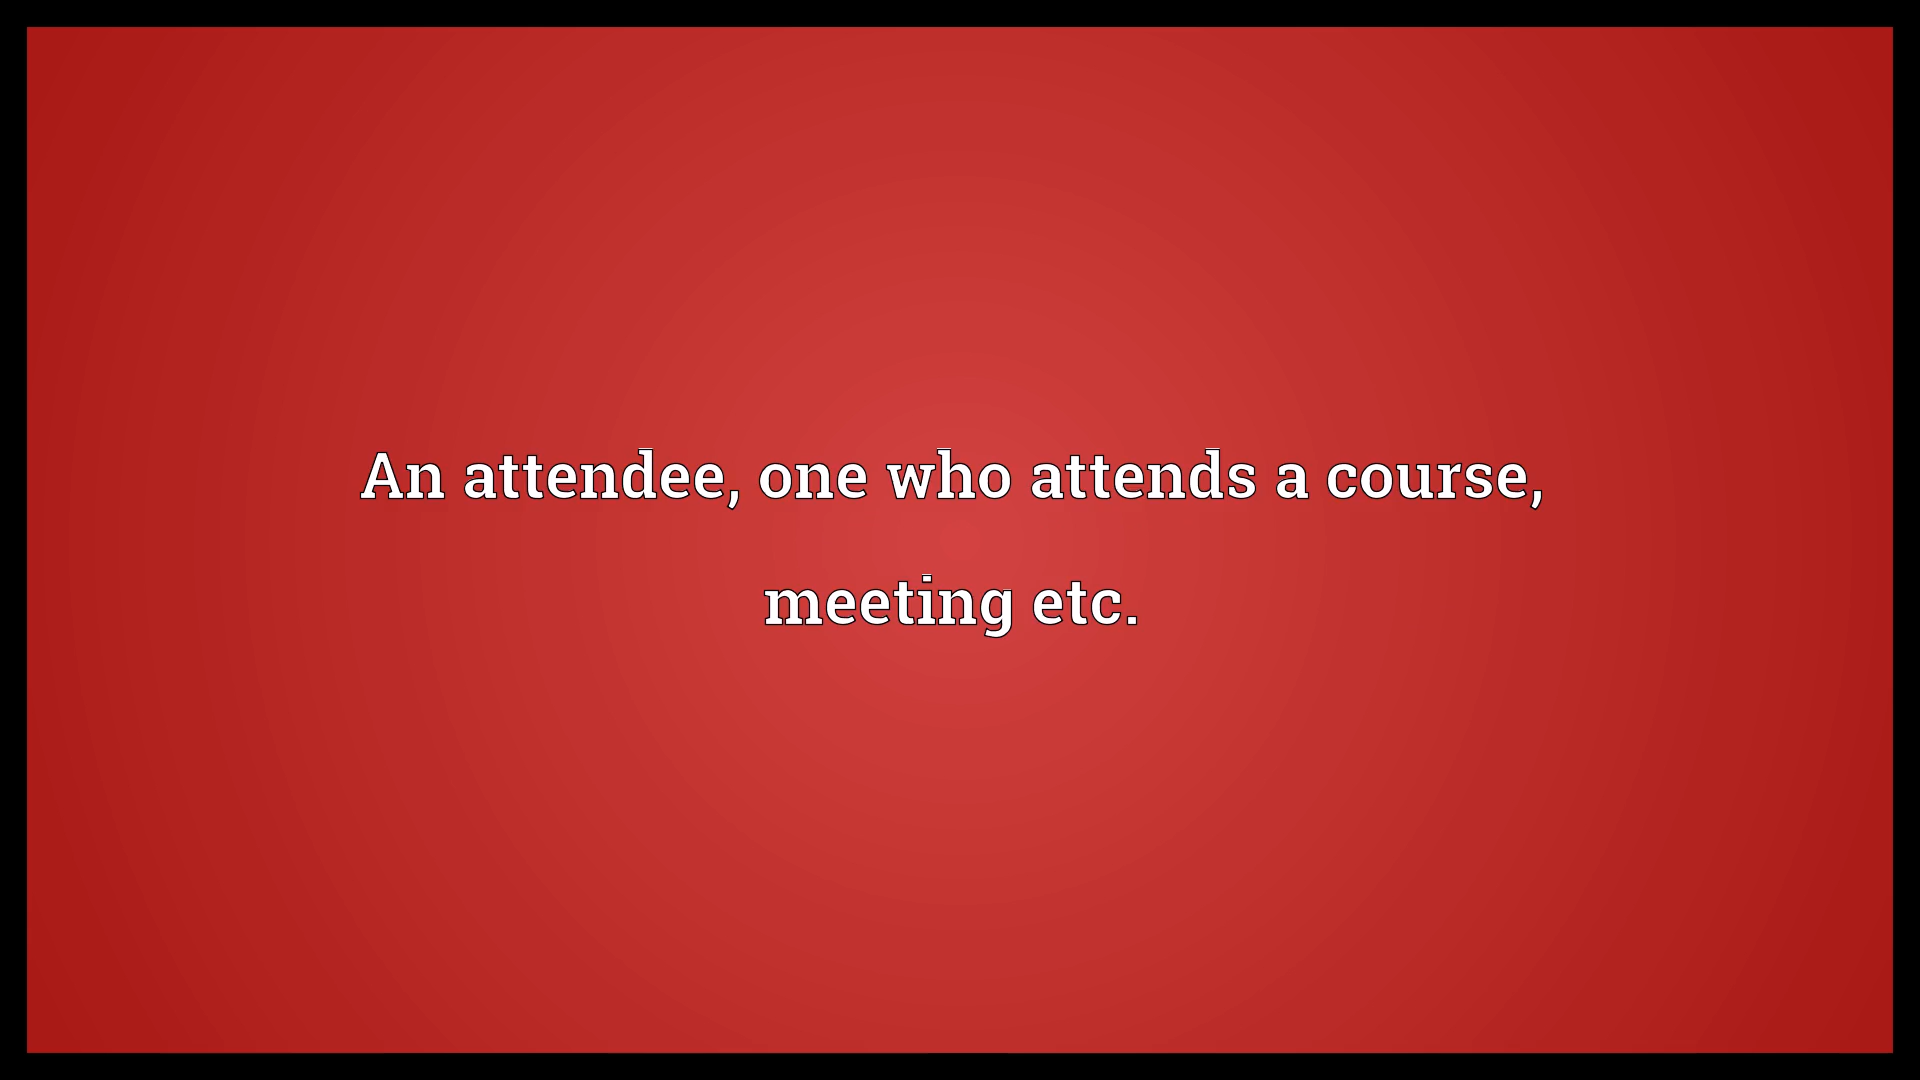 An attendee, one who attends a course,
meeting etc.